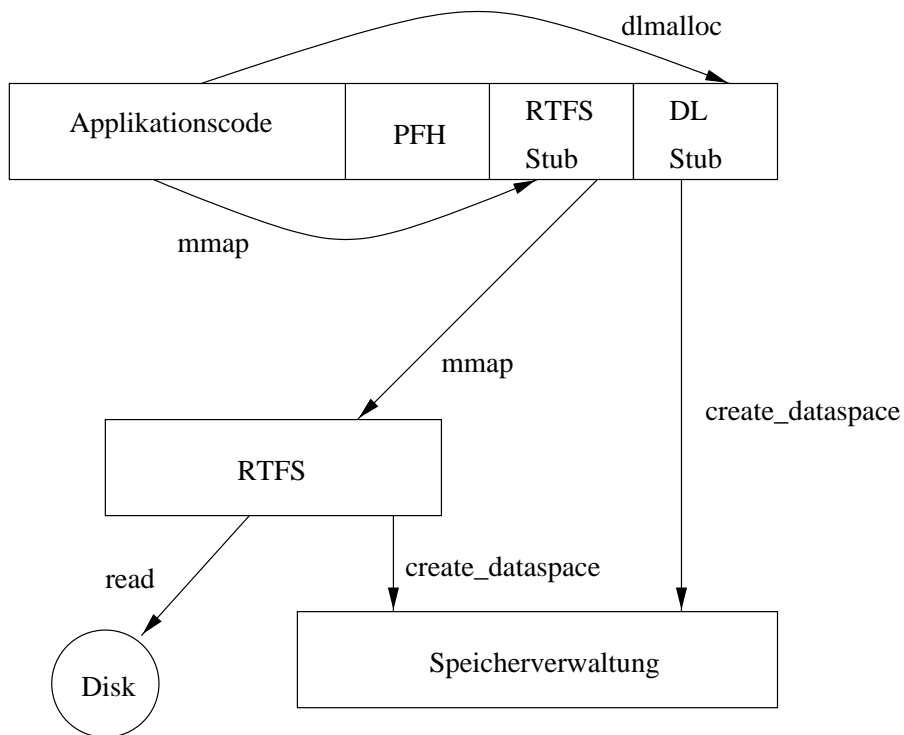 dlmalloc
Applikationscode
PFH
RTFS
Stub
DL
Stub
mmap
mmap
create_dataspace
RTFS
read
create_dataspace
Disk
Speicherverwaltung